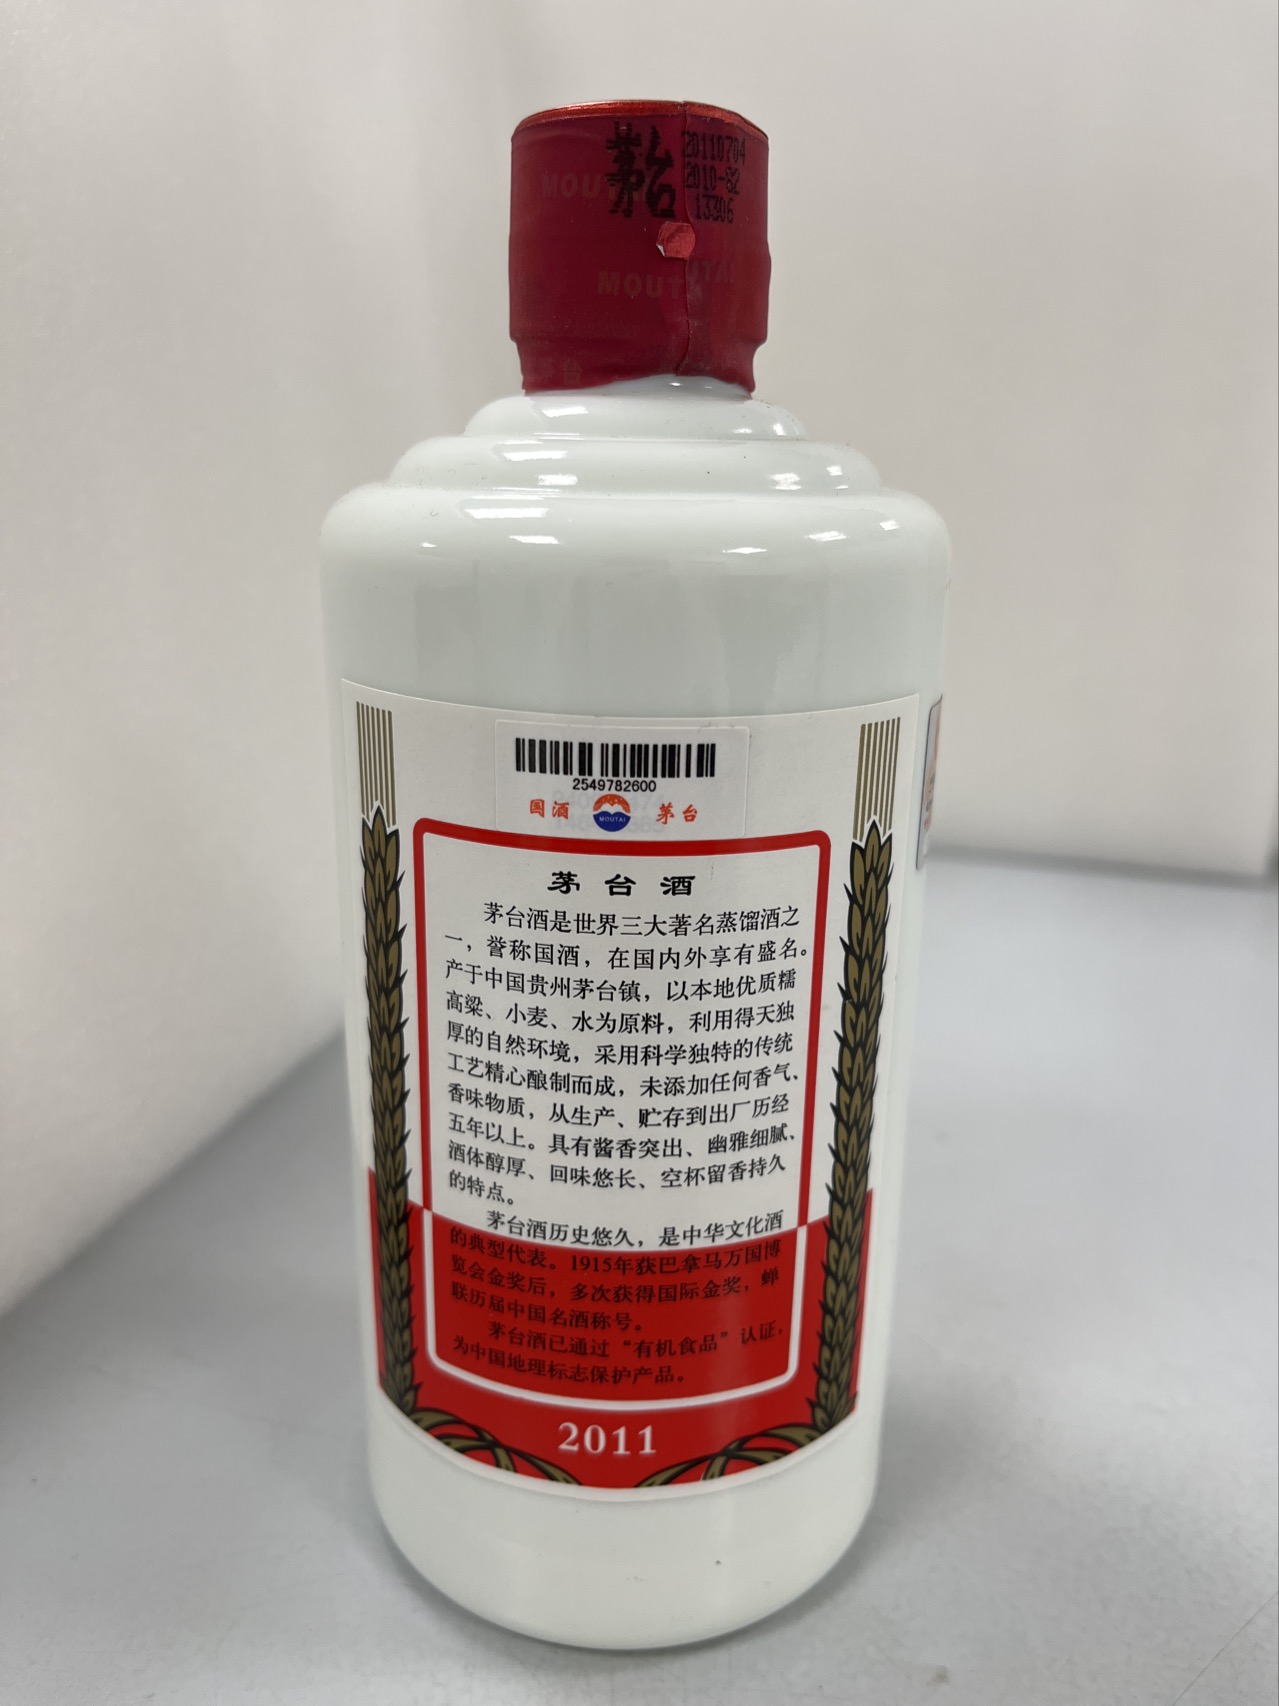 茅台
20110704
2010-82
13306
MOU
MOUTAI
台
2549782600
国酒
MOUTAI
茅台
茅台酒
茅台酒是世界三大著名蒸馏酒之
一，誉称国酒，在国内外享有盛名。
产于中国贵州茅台镇，以本地优质糯
高粱、小麦、水为原料，利用得天独
厚的自然环境，采用科学独特的传统
工艺精心酿制而成，未添加任何香气、
香味物质，从生产、贮存到出厂历经
五年以上。具有酱香突出、幽雅细腻、
酒体醇厚、回味悠长、空杯留香持久
的特点。
茅台酒历史悠久，是中华文化酒
的典型代表。1915年获巴拿马万国博
览会金奖后，多次获得国际金奖，蝉
联历届中国名酒称号。
茅台酒已通过“有机食品”认证，
为中国地理标志保护产品。
2011